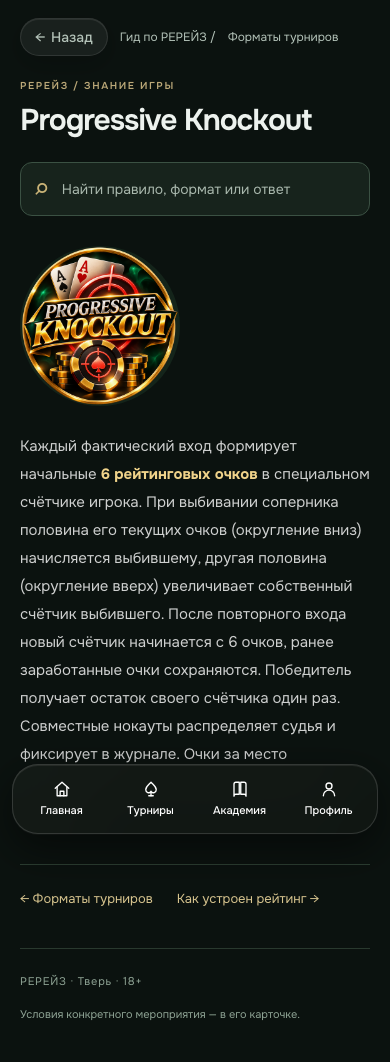 ← Назад Гид по РЕРЕЙЗ / Форматы турниров
РЕРЕЙЗ / ЗНАНИЕ ИГРЫ
Progressive Knockout
Найти правило, формат или ответ
A A
PROGRESSIVE
KNOCKOUT
Каждый фактический вход формирует
начальные 6 рейтинговых очков в специальном
счётчике игрока. При выбивании соперника
половина его текущих очков (округление вниз)
начисляется выбившему, другая половина
(округление вверх) увеличивает собственный
счётчик выбившего. После повторного входа
новый счётчик начинается с 6 очков, ранее
заработанные очки сохраняются. Победитель
получает остаток своего счётчика один раз.
Совместные нокауты распределяет судья и
фиксирует в журнале. Очки за место
Главная Турниры Академия Профиль
← Форматы турниров Как устроен рейтинг →
РЕРЕЙЗ · Тверь · 18+
Условия конкретного мероприятия — в его карточке.